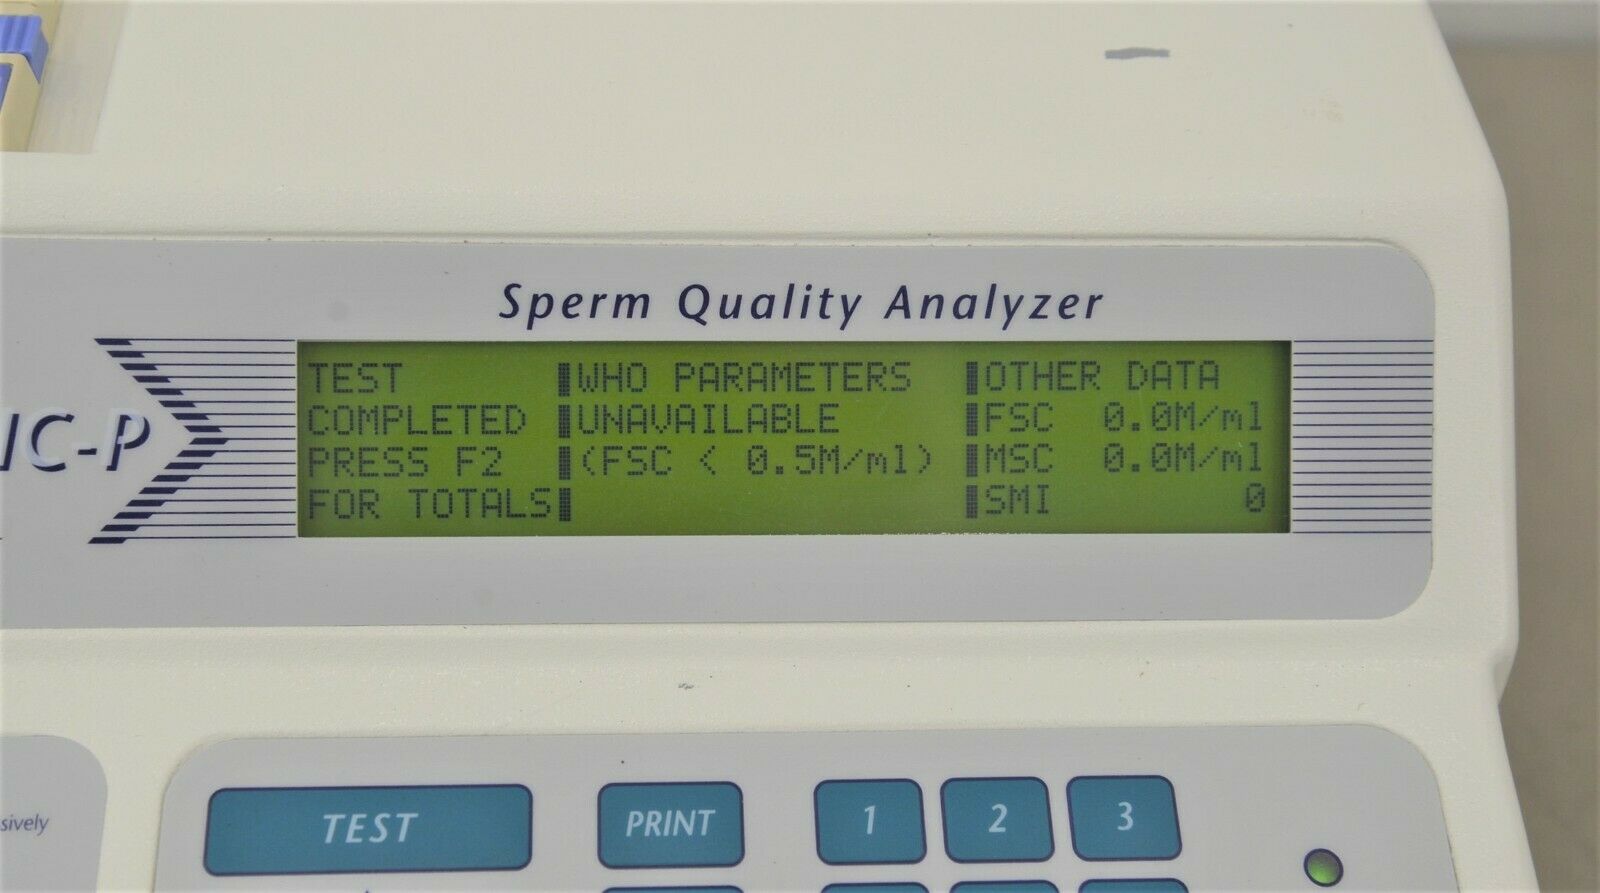 Sperm Quality Analyzer
IC-P
TEST WHO PARAMETERS OTHER DATA
COMPLETED UNAVAILABLE FSC 0.0M/ml
PRESS F2 (FSC < 0.5M/ml) MSC 0.0M/ml
FOR TOTALS SMI 0
sively
TEST PRINT 1 2 3